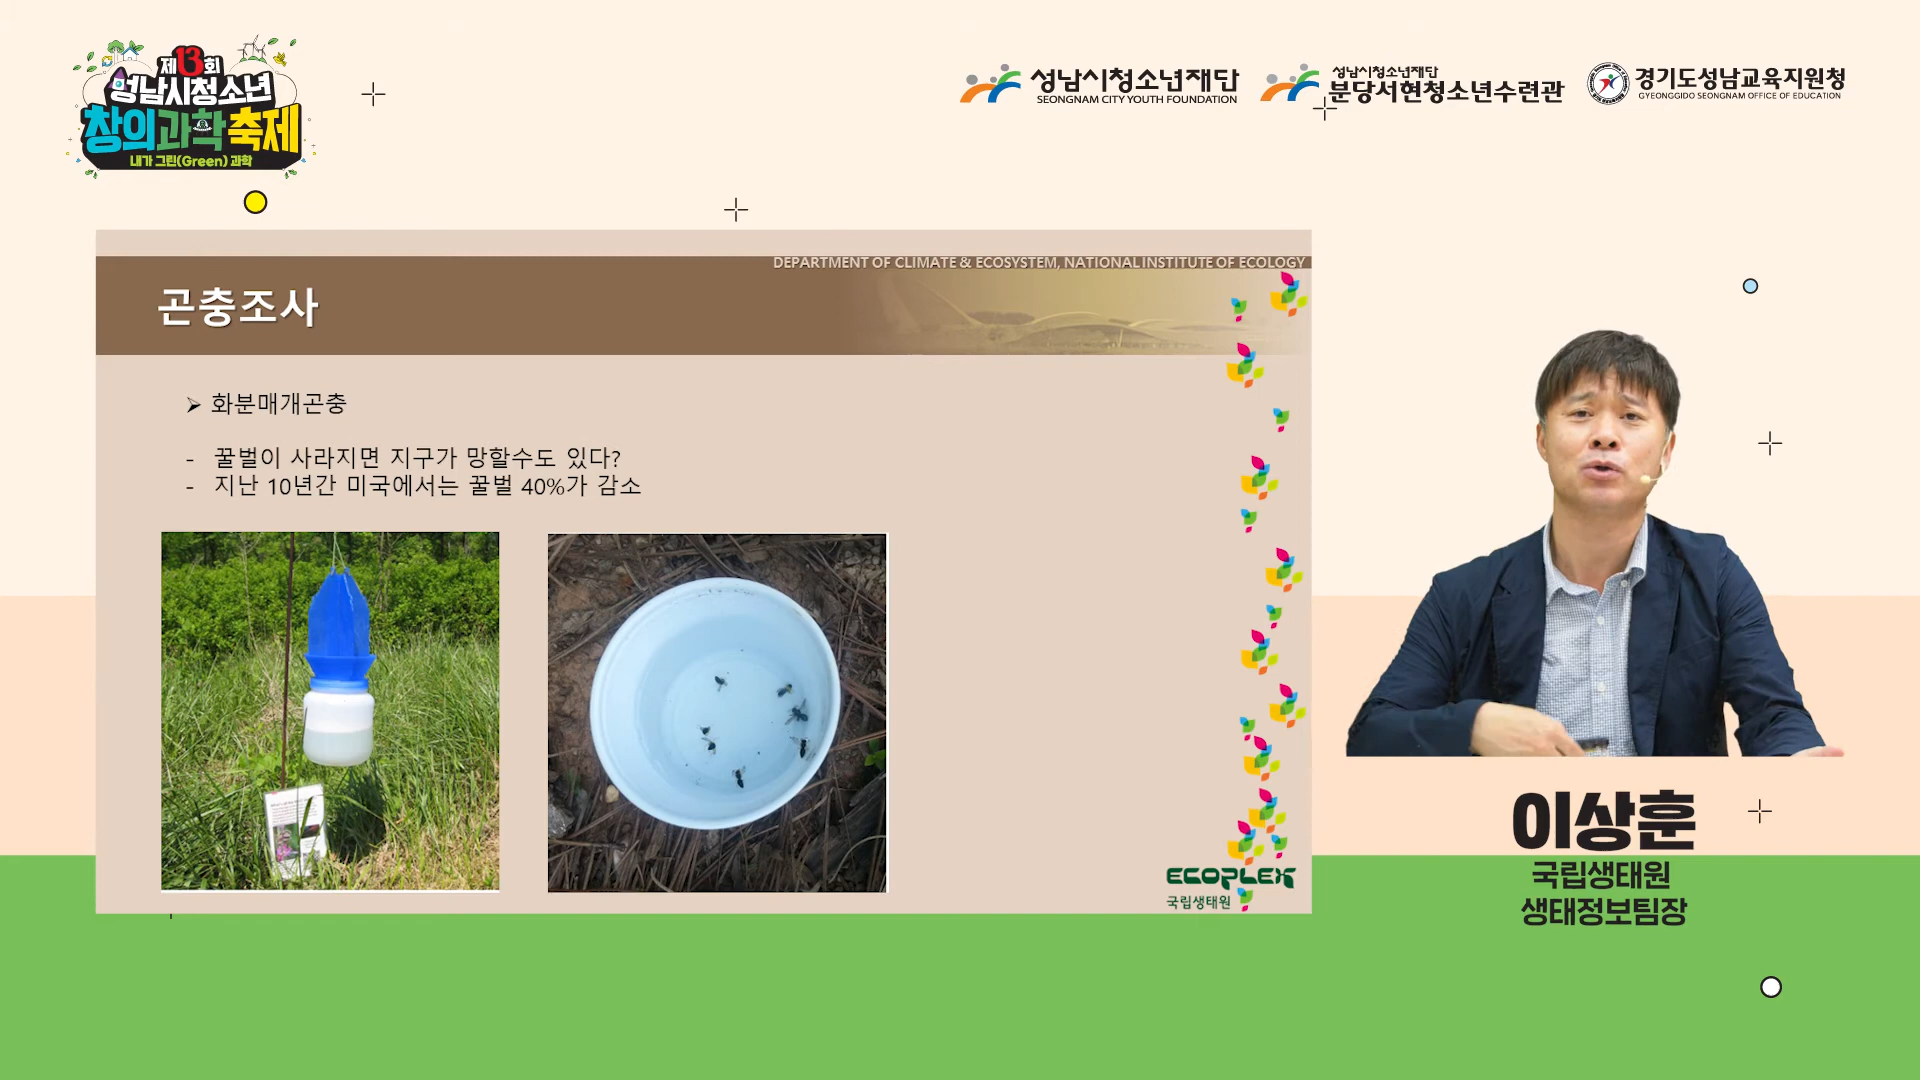 제13회
성남시청소년
창의과학축제
내가 그린(Green) 과학
성남시청소년재단
SEONGNAM CITY YOUTH FOUNDATION
성남시청소년재단
분당서현청소년수련관
경기도성남교육지원청
GYEONGGIDO SEONGNAM OFFICE OF EDUCATION
DEPARTMENT OF CLIMATE & ECOSYSTEM, NATIONAL INSTITUTE OF ECOLOGY
곤충조사
➢ 화분매개곤충
- 꿀벌이 사라지면 지구가 망할수도 있다?
- 지난 10년간 미국에서는 꿀벌 40%가 감소
ECOPLEX
국립생태원
이상훈
국립생태원
생태정보팀장